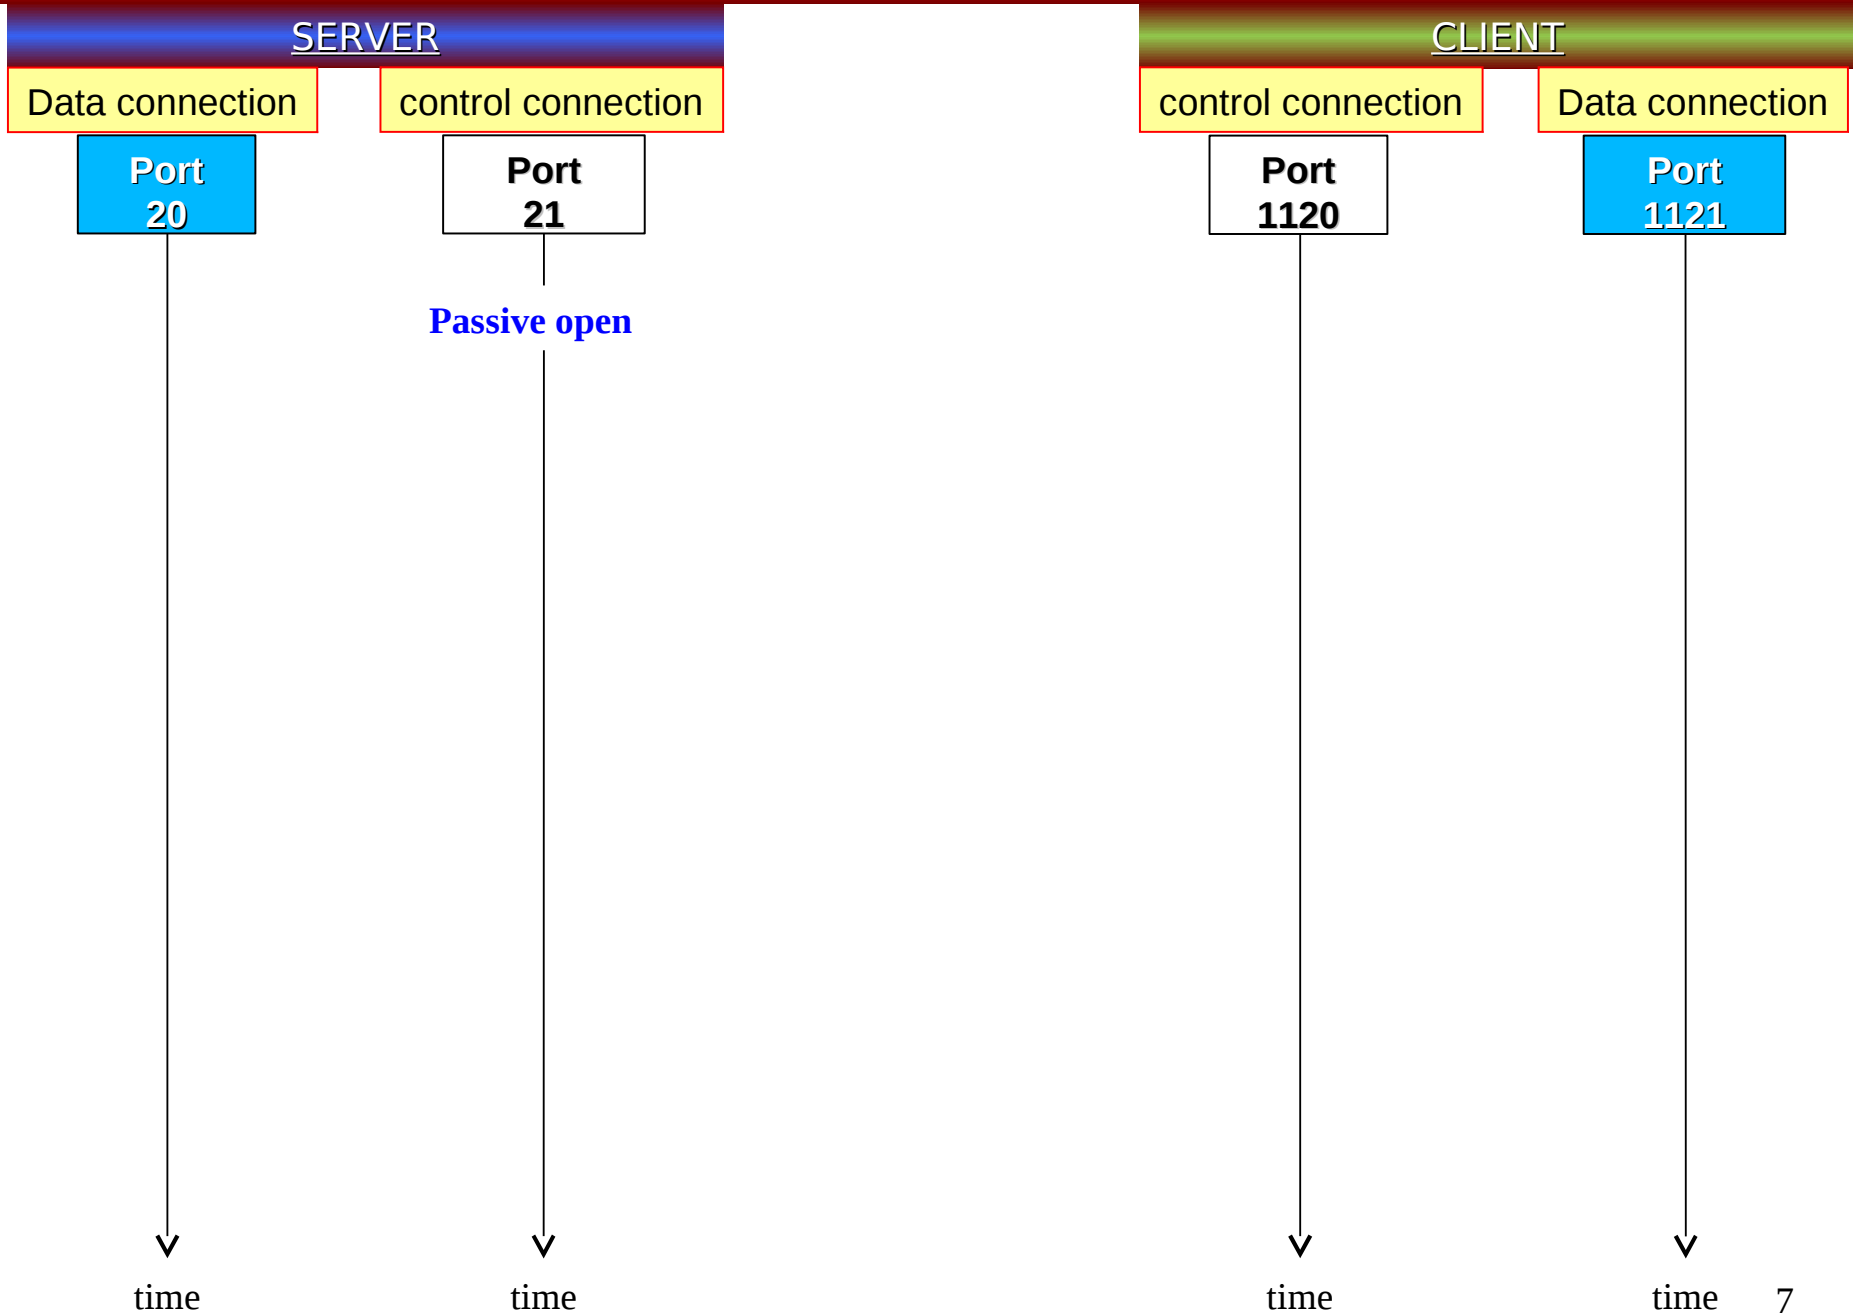 SERVER
CLIENT
Data connection
control connection
control connection
Data connection
Port
20
Port
21
Port
1120
Port
1121
Passive open
time
time
time
time
7